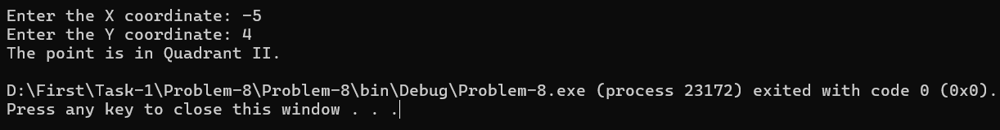 Enter the X coordinate: -5
Enter the Y coordinate: 4
The point is in Quadrant II.
D:\First\Task-1\Problem-8\Problem-8\bin\Debug\Problem-8.exe (process 23172) exited with code 0 (0x0).
Press any key to close this window . . .